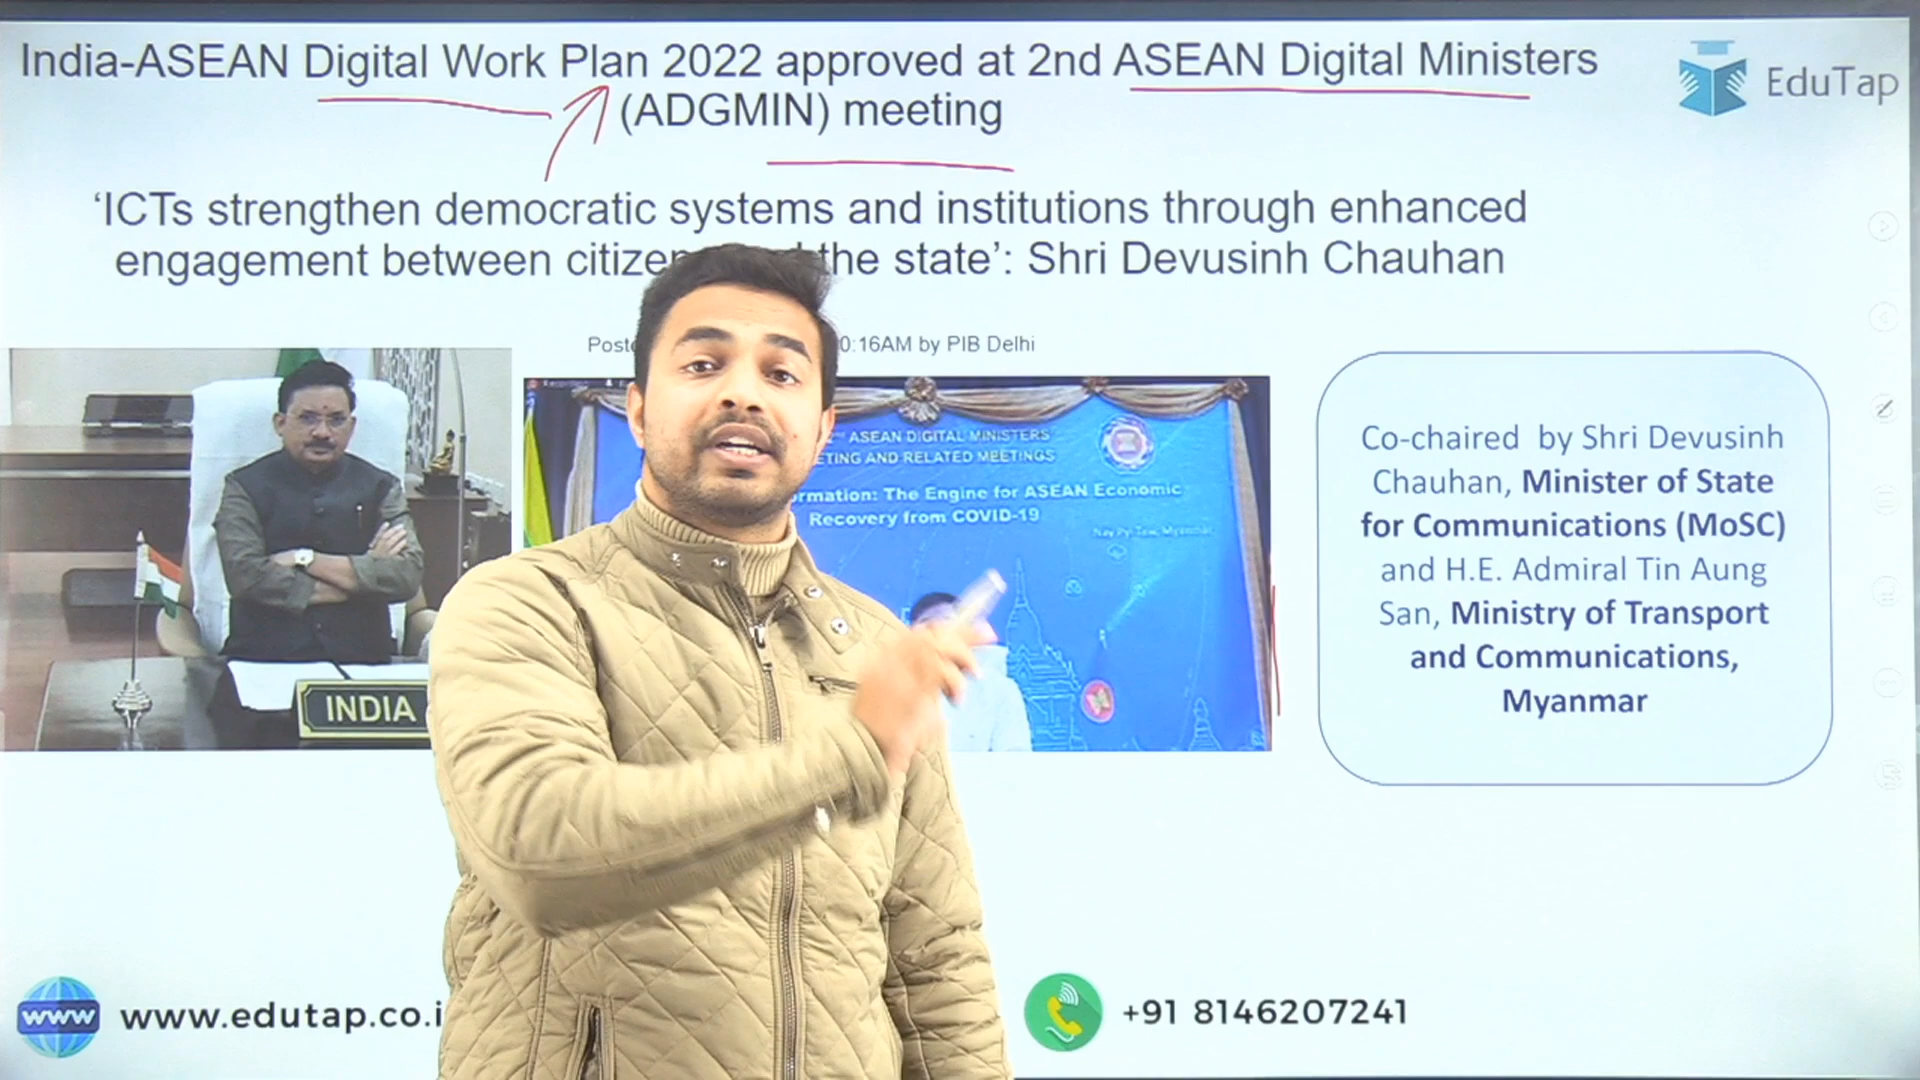 India-ASEAN Digital Work Plan 2022 approved at 2nd ASEAN Digital Ministers
(ADGMIN) meeting
EduTap
‘ICTs strengthen democratic systems and institutions through enhanced
engagement between the state’: Shri Devusinh Chauhan
0:16AM by PIB Delhi
ASEAN DIGITAL MINISTERS'
AND RELATED MEETINGS
The Engine for ASEAN Economic
Recovery from COVID-19
Nay Pyi Taw, Myanmar
INDIA
Co-chaired by Shri Devusinh
Chauhan, Minister of State
for Communications (MoSC)
and H.E. Admiral Tin Aung
San, Ministry of Transport
and Communications,
Myanmar
www
www.edutap.co.i
+91 8146207241